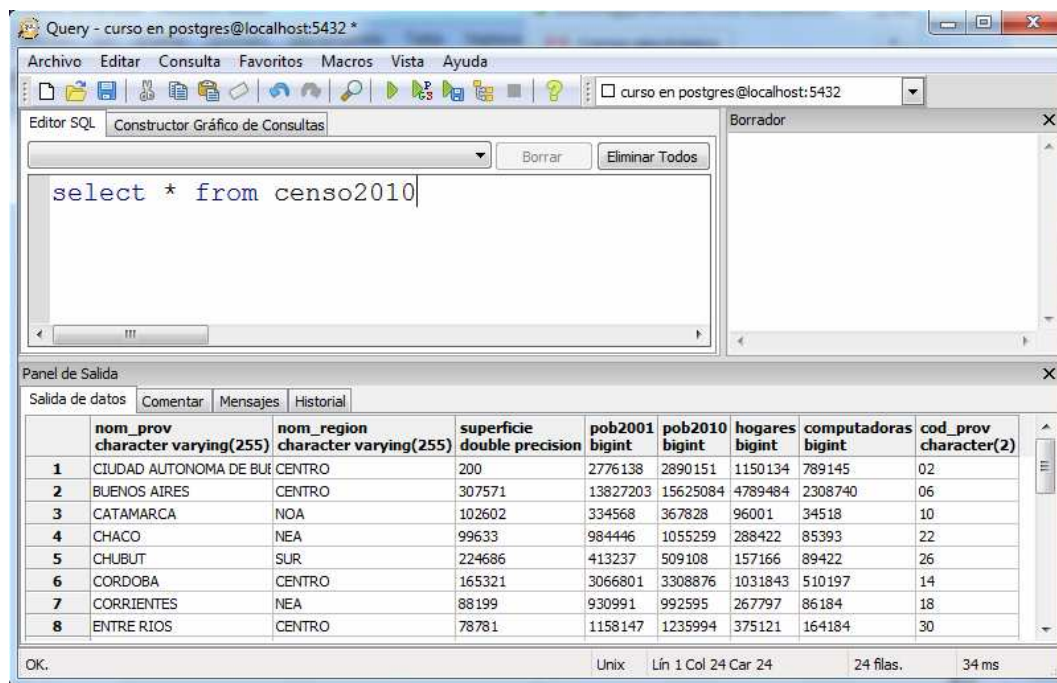 Query - curso en postgres@localhost:5432 *
Archivo Editar Consulta Favoritos Macros Vista Ayuda
curso en postgres@localhost:5432
Editor SQL Constructor Gráfico de Consultas
Borrador
Borrar Eliminar Todos
select * from censo2010
Panel de Salida
Salida de datos Comentar Mensajes Historial
nom_prov nom_region superficie pob2001 pob2010 hogares computadoras cod_prov
character varying(255) character varying(255) double precision bigint bigint bigint bigint character(2)
1 CIUDAD AUTONOMA DE BUE CENTRO 200 2776138 2890151 1150134 789145 02
2 BUENOS AIRES CENTRO 307571 13827203 15625084 4789484 2308740 06
3 CATAMARCA NOA 102602 334568 367828 96001 34518 10
4 CHACO NEA 99633 984446 1055259 288422 85393 22
5 CHUBUT SUR 224686 413237 509108 157166 89422 26
6 CORDOBA CENTRO 165321 3066801 3308876 1031843 510197 14
7 CORRIENTES NEA 88199 930991 992595 267797 86184 18
8 ENTRE RIOS CENTRO 78781 1158147 1235994 375121 164184 30
OK. Unix Lín 1 Col 24 Car 24 24 filas. 34 ms